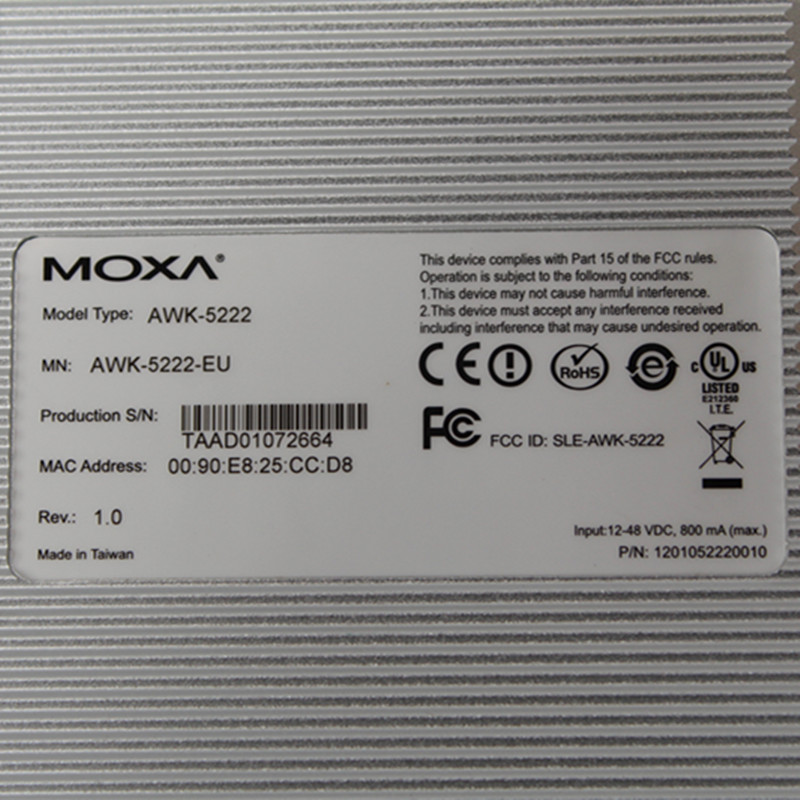 MOXA®
Model Type: AWK-5222
MN: AWK-5222-EU
Production S/N:
TAAD01072664
MAC Address: 00:90:E8:25:CC:D8
Rev.: 1.0
Made in Taiwan
This device complies with Part 15 of the FCC rules.
Operation is subject to the following conditions:
1.This device may not cause harmful interference.
2.This device must accept any interference received
including interference that may cause undesired operation.
CE
RoHS
e
c UL US
LISTED
E212360
I.T.E.
FC FCC ID: SLE-AWK-5222
Input:12-48 VDC, 800 mA (max.)
P/N: 1201052220010